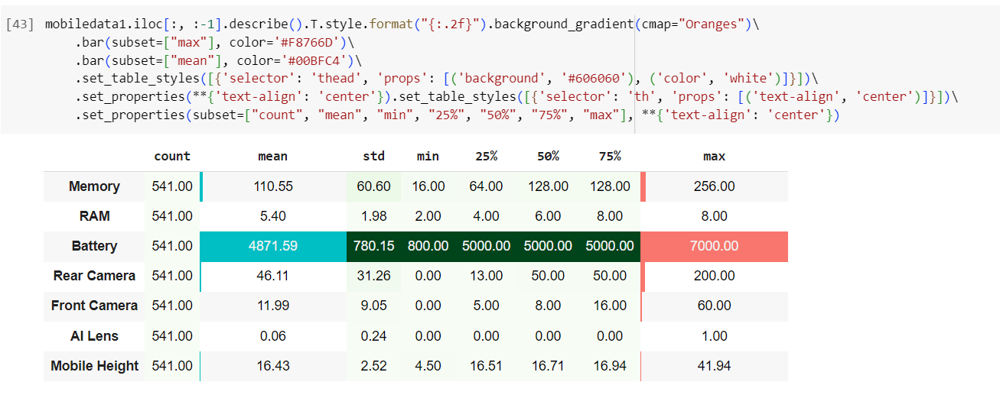 [43] mobiledata1.iloc[:, :-1].describe().T.style.format("{:.2f}").background_gradient(cmap="Oranges")\
.bar(subset=["max"], color='#F8766D')\
.bar(subset=["mean"], color='#00BFC4')\
.set_table_styles([{'selector': 'thead', 'props': [('background', '#606060'), ('color', 'white')]}])\
.set_properties(**{'text-align': 'center'}).set_table_styles([{'selector': 'th', 'props': [('text-align', 'center')]}])\
.set_properties(subset=["count", "mean", "min", "25%", "50%", "75%", "max"], **{'text-align': 'center'})
count mean std min 25% 50% 75% max
Memory 541.00 110.55 60.60 16.00 64.00 128.00 128.00 256.00
RAM 541.00 5.40 1.98 2.00 4.00 6.00 8.00 8.00
Battery 541.00 4871.59 780.15 800.00 5000.00 5000.00 5000.00 7000.00
Rear Camera 541.00 46.11 31.26 0.00 13.00 50.00 50.00 200.00
Front Camera 541.00 11.99 9.05 0.00 5.00 8.00 16.00 60.00
AI Lens 541.00 0.06 0.24 0.00 0.00 0.00 0.00 1.00
Mobile Height 541.00 16.43 2.52 4.50 16.51 16.71 16.94 41.94